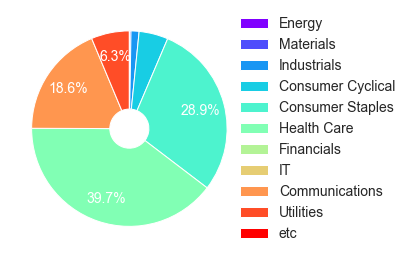 Energy
Materials
Industrials
Consumer Cyclical
Consumer Staples
Health Care
Financials
IT
Communications
Utilities
etc
6.3%
18.6%
28.9%
39.7%